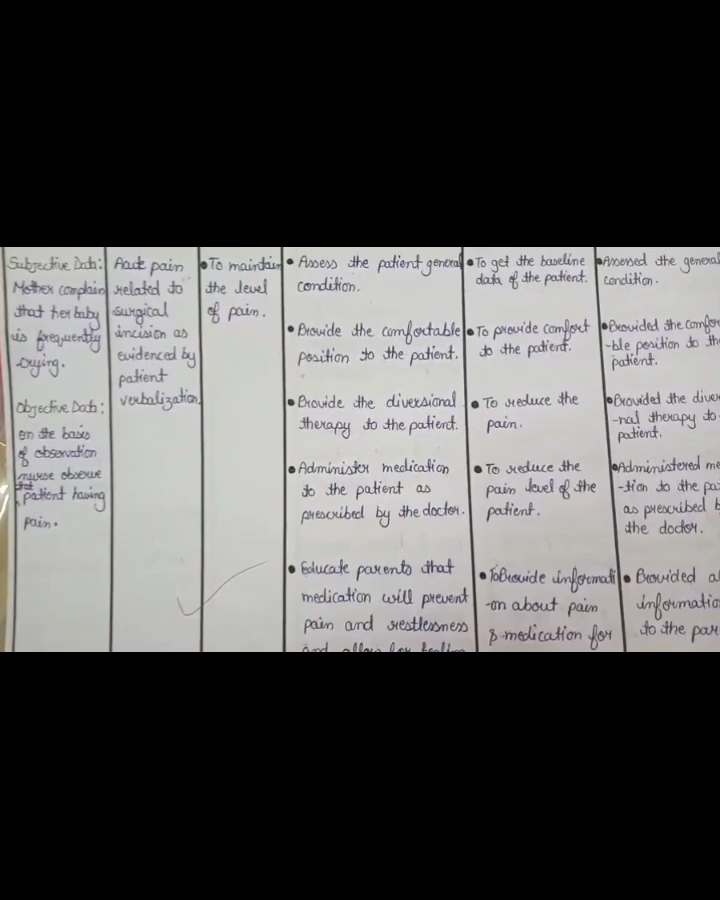 Subjective Data:
Mother complain
that her baby
is frequently
crying.
Objective Data:
on the basis
of observation
nurse observe
that patient having
pain.
Acute pain
related to
surgical
incision as
evidenced by
patient
verbalization.
• To maintain
the level
of pain.
• Assess the patient general
condition.
• Provide the comfortable
position to the patient.
• Provide the diversional
therapy to the patient.
• Administer medication
to the patient as
prescribed by the doctor.
• Educate parents that
medication will prevent
pain and restlessness
and allow for
• To get the baseline
data of the patient.
• To provide comfort
to the patient.
• To reduce the
pain.
• To reduce the
pain level of the
patient.
• To Provide informati
-on about pain
& medication for
• Assessed the general
condition.
• Provided the comfor
-ble position to the
patient.
• Provided the diver
-nal therapy to
patient.
• Administered me
-tion to the pa
as prescribed b
the doctor.
• Provided a
information
to the par